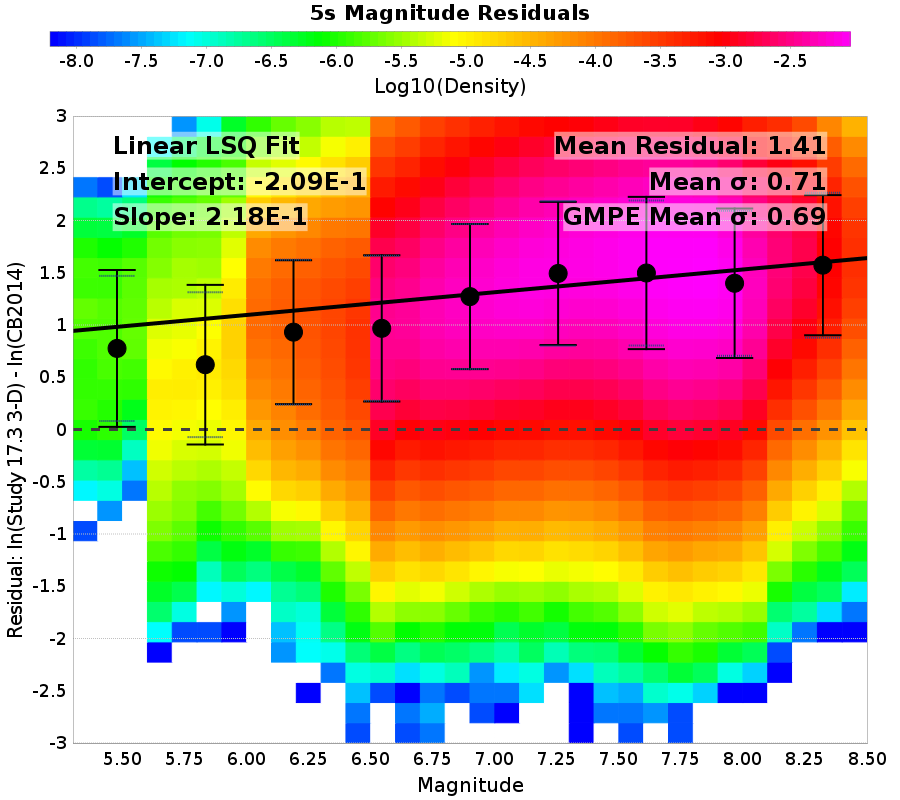 5s Magnitude Residuals
-8.0 -7.5 -7.0 -6.5 -6.0 -5.5 -5.0 -4.5 -4.0 -3.5 -3.0 -2.5
Log10(Density)
Linear LSQ Fit
Intercept: -2.09E-1
Slope: 2.18E-1
Mean Residual: 1.41
Mean σ: 0.71
GMPE Mean σ: 0.69
Residual: ln(Study 17.3 3-D) - ln(CB2014)
3
2.5
2
1.5
1
0.5
0
-0.5
-1
-1.5
-2
-2.5
-3
5.50 5.75 6.00 6.25 6.50 6.75 7.00 7.25 7.50 7.75 8.00 8.25 8.50
Magnitude